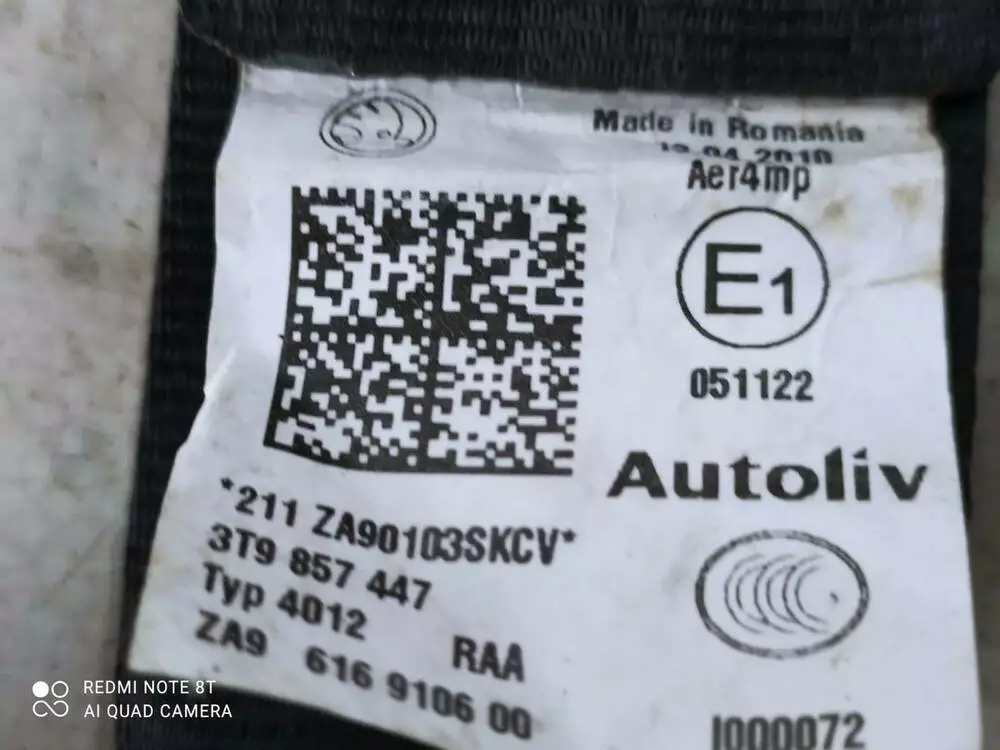 Made in Romania
Aer4mp
E1
051122
Autoliv
*211 ZA90103SKCV*
3T9 857 447
Typ 4012
RAA
ZA9 616 9106 00
J000072
REDMI NOTE 8T
AI QUAD CAMERA